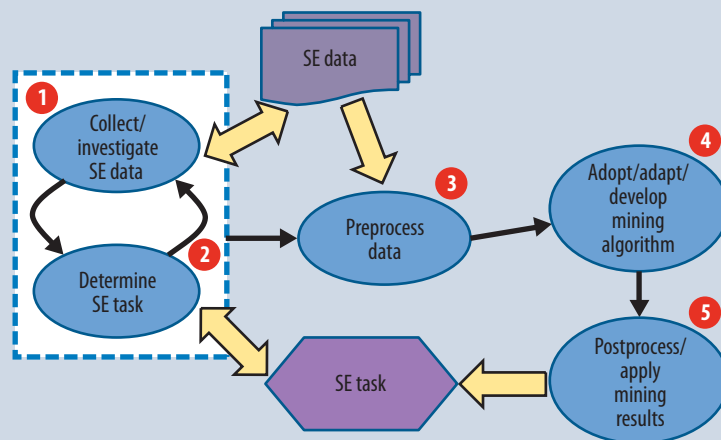 SE data
1
Collect/
investigate
SE data
2
Determine
SE task
3
Preprocess
data
4
Adopt/adapt/
develop
mining
algorithm
5
Postprocess/
apply
mining
results
SE task